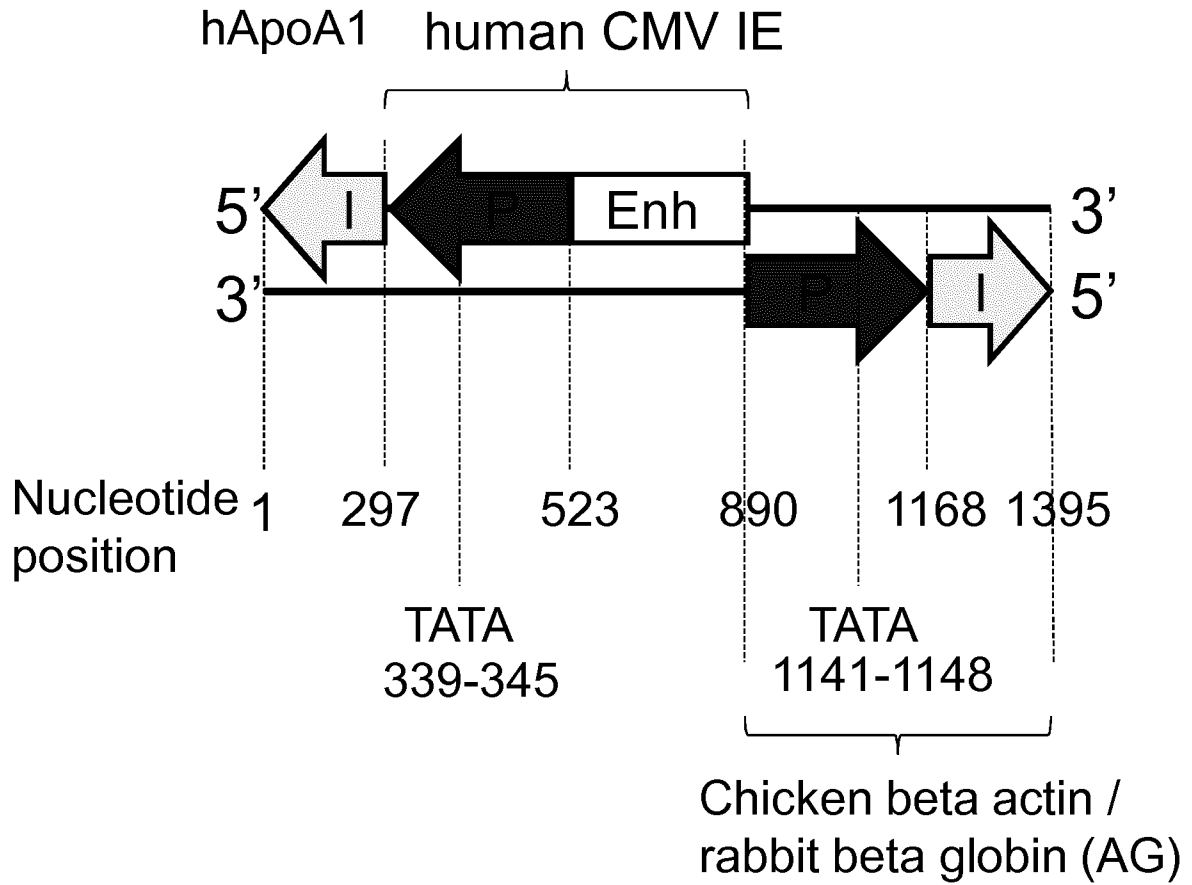 hApoA1
human CMV IE
5’ I P Enh 3’
3’ P I 5’
Nucleotide
position
1 297 523 890 1168 1395
TATA
339-345
TATA
1141-1148
Chicken beta actin /
rabbit beta globin (AG)